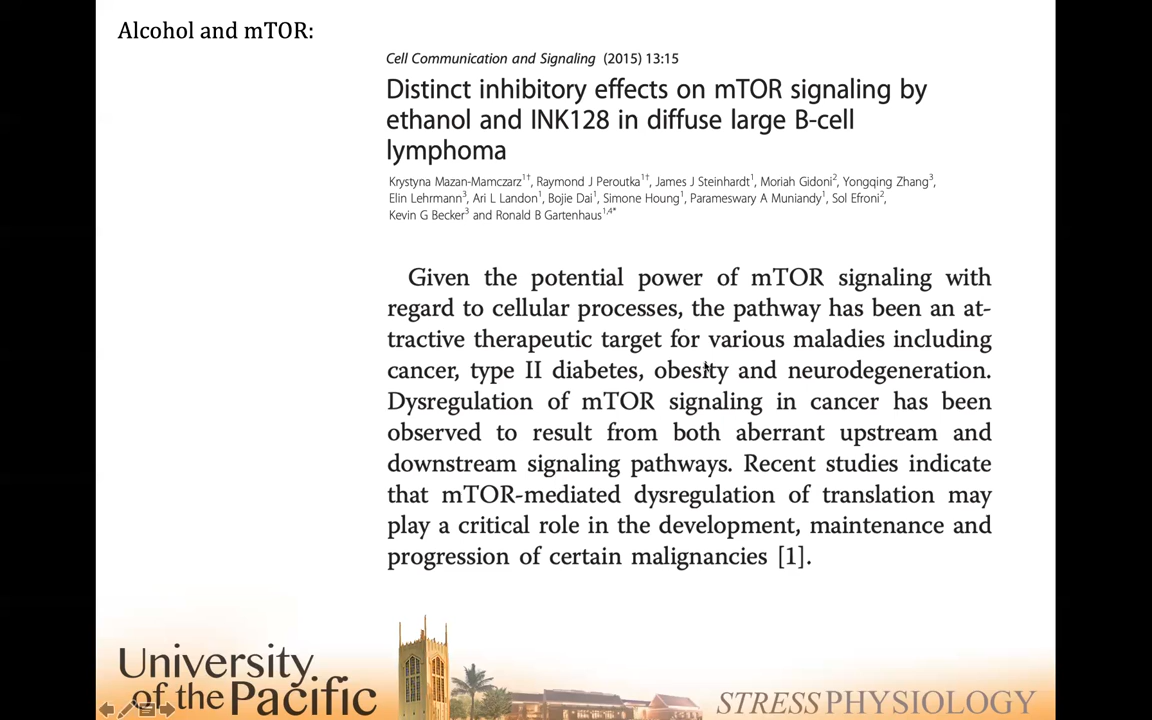 Alcohol and mTOR:
Cell Communication and Signaling (2015) 13:15
Distinct inhibitory effects on mTOR signaling by
ethanol and INK128 in diffuse large B-cell
lymphoma
Krystyna Mazan-Mamczarz1†, Raymond J Peroutka1†, James J Steinhardt1, Moriah Gidoni2, Yongqing Zhang3,
Elin Lehrmann3, Ari L Landon1, Bojie Dai1, Simone Houng1, Parameswary A Muniandy1, Sol Efroni2,
Kevin G Becker3 and Ronald B Gartenhaus1,4*
Given the potential power of mTOR signaling with
regard to cellular processes, the pathway has been an at-
tractive therapeutic target for various maladies including
cancer, type II diabetes, obesity and neurodegeneration.
Dysregulation of mTOR signaling in cancer has been
observed to result from both aberrant upstream and
downstream signaling pathways. Recent studies indicate
that mTOR-mediated dysregulation of translation may
play a critical role in the development, maintenance and
progression of certain malignancies [1].
University
of the Pacific
STRESSPHYSIOLOGY